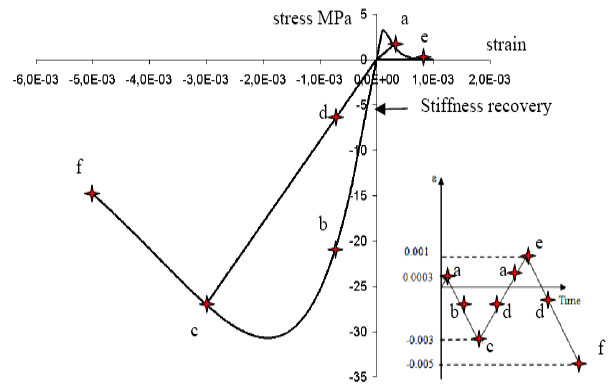 stress MPa
5
a
e
strain
0
-6,0E-03 -5,0E-03 -4,0E-03 -3,0E-03 -2,0E-03 -1,0E-03 0,0E+00 1,0E-03 2,0E-03
-5
Stiffness recovery
d
-10
f
-15
b
-20
-25
c
-30
-35
ε
0.001
e
0.0003
a
a
Time
b
d
d
-0.003
c
f
-0.005